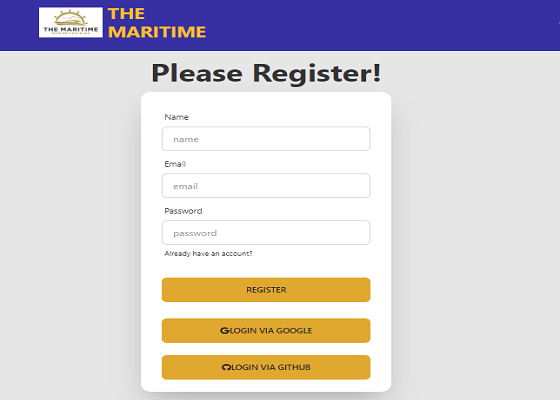 THE MARITIME
THE
MARITIME
Please Register!
Name
name
Email
email
Password
password
Already have an account?
REGISTER
LOGIN VIA GOOGLE
LOGIN VIA GITHUB